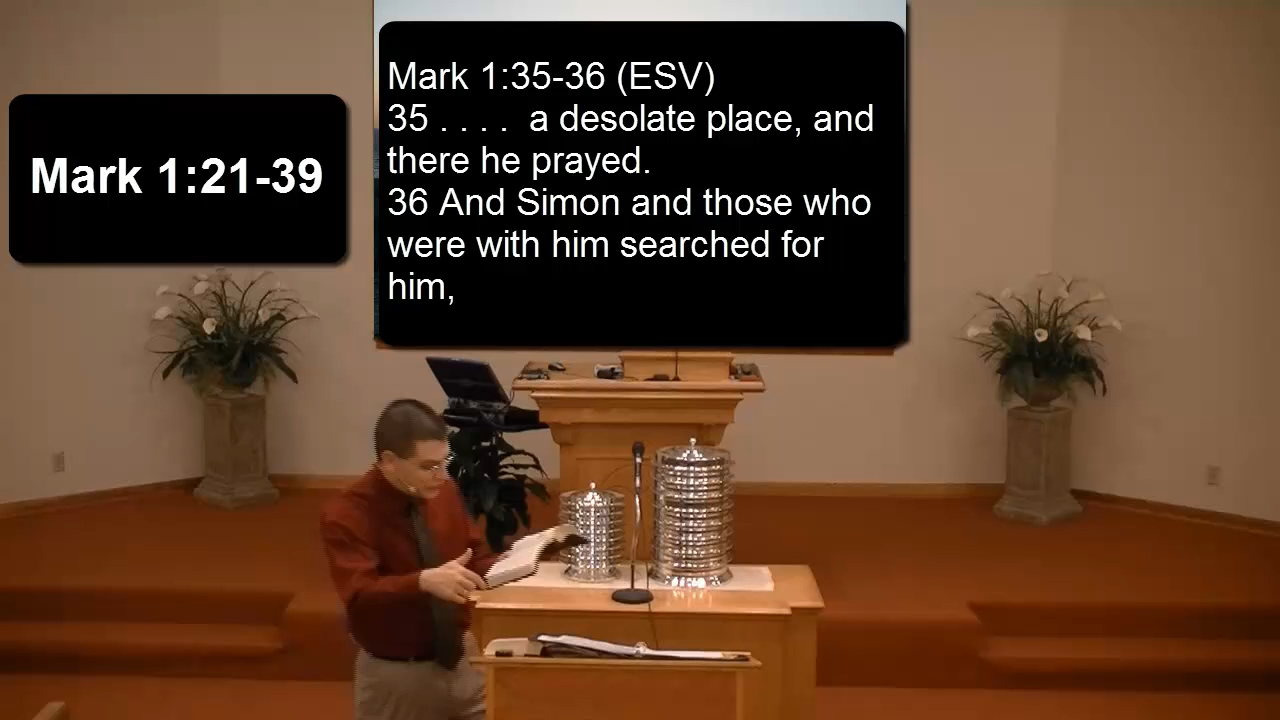 Mark 1:21-39
Mark 1:35-36 (ESV)
35 . . . .  a desolate place, and
there he prayed.
36 And Simon and those who
were with him searched for
him,